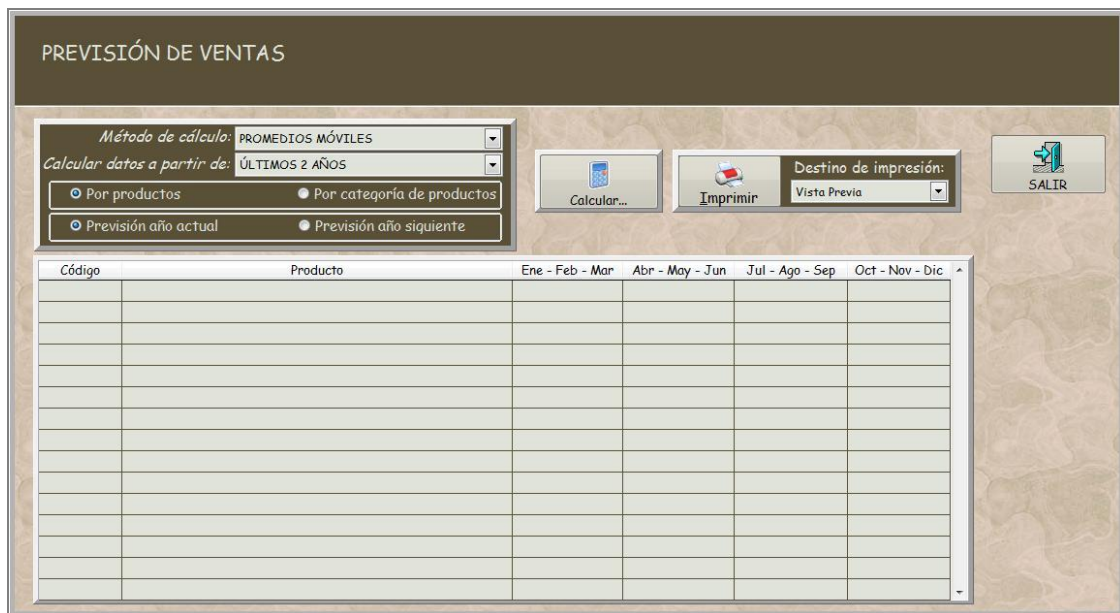 PREVISIÓN DE VENTAS
Método de cálculo: PROMEDIOS MÓVILES
Calcular datos a partir de: ÚLTIMOS 2 AÑOS
Por productos Por categoría de productos
Previsión año actual Previsión año siguiente
Calcular...
Imprimir
Destino de impresión:
Vista Previa
SALIR
Código Producto Ene - Feb - Mar Abr - May - Jun Jul - Ago - Sep Oct - Nov - Dic